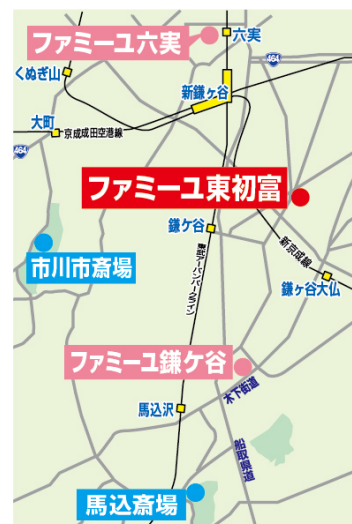 ファミーユ六実
六実
464
くぬぎ山
新鎌ヶ谷
大町
京成成田空港線
464
ファミーユ東初富
鎌ケ谷
新京成線
市川市斎場
東武アーバンパークライン
鎌ヶ谷大仏
ファミーユ鎌ケ谷
木下街道
馬込沢
船取県道
馬込斎場